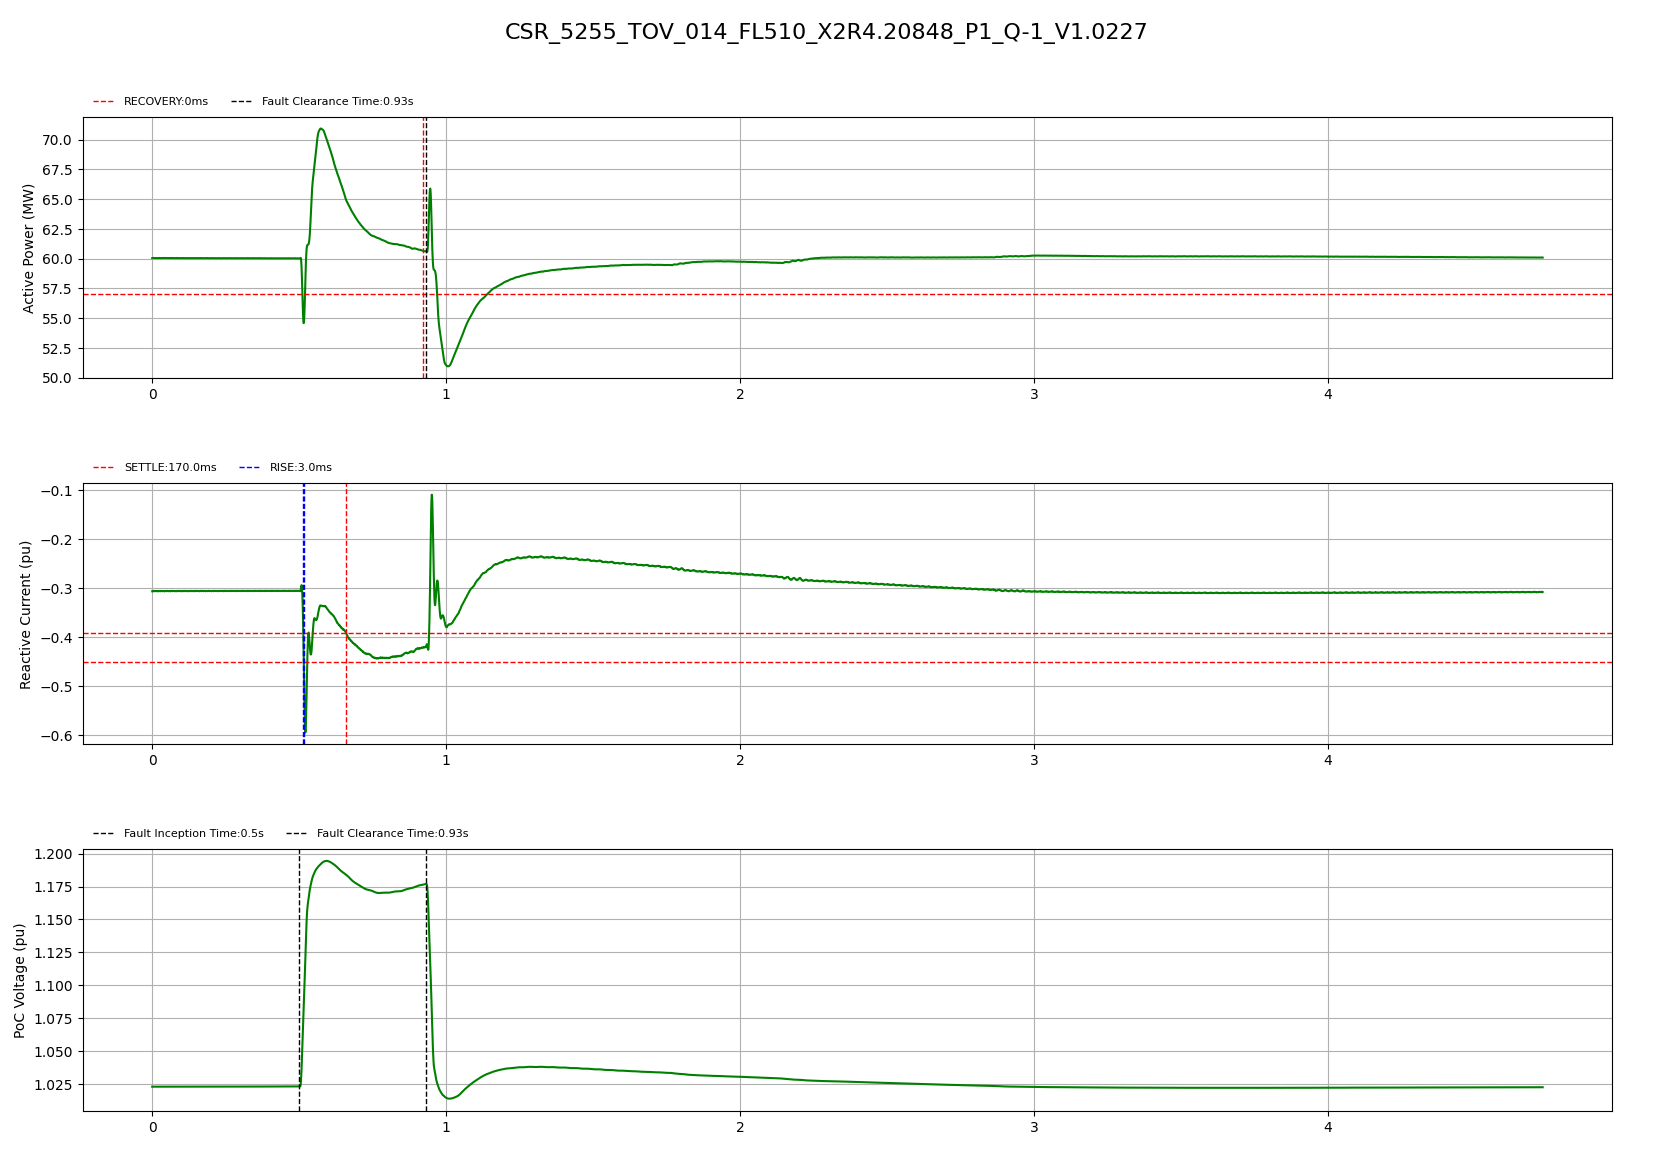 CSR_5255_TOV_014_FL510_X2R4.20848_P1_Q-1_V1.0227
RECOVERY:0ms Fault Clearance Time:0.93s
Active Power (MW)
70.0
67.5
65.0
62.5
60.0
57.5
55.0
52.5
50.0
0 1 2 3 4
SETTLE:170.0ms RISE:3.0ms
Reactive Current (pu)
−0.1
−0.2
−0.3
−0.4
−0.5
−0.6
0 1 2 3 4
Fault Inception Time:0.5s Fault Clearance Time:0.93s
PoC Voltage (pu)
1.200
1.175
1.150
1.125
1.100
1.075
1.050
1.025
0 1 2 3 4